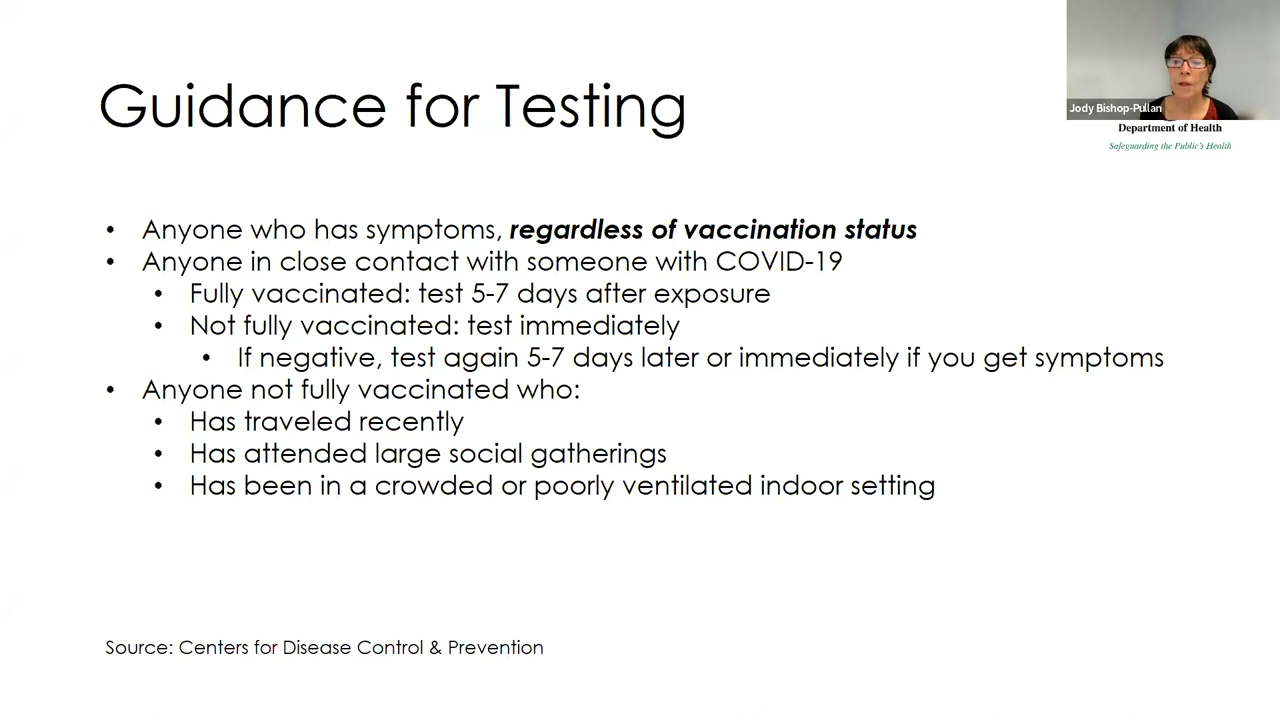 Guidance for Testing
Jody Bishop-Pullan
Department of Health
Safeguarding the Public's Health
• Anyone who has symptoms, regardless of vaccination status
• Anyone in close contact with someone with COVID-19
• Fully vaccinated: test 5-7 days after exposure
• Not fully vaccinated: test immediately
• If negative, test again 5-7 days later or immediately if you get symptoms
• Anyone not fully vaccinated who:
• Has traveled recently
• Has attended large social gatherings
• Has been in a crowded or poorly ventilated indoor setting
Source: Centers for Disease Control & Prevention